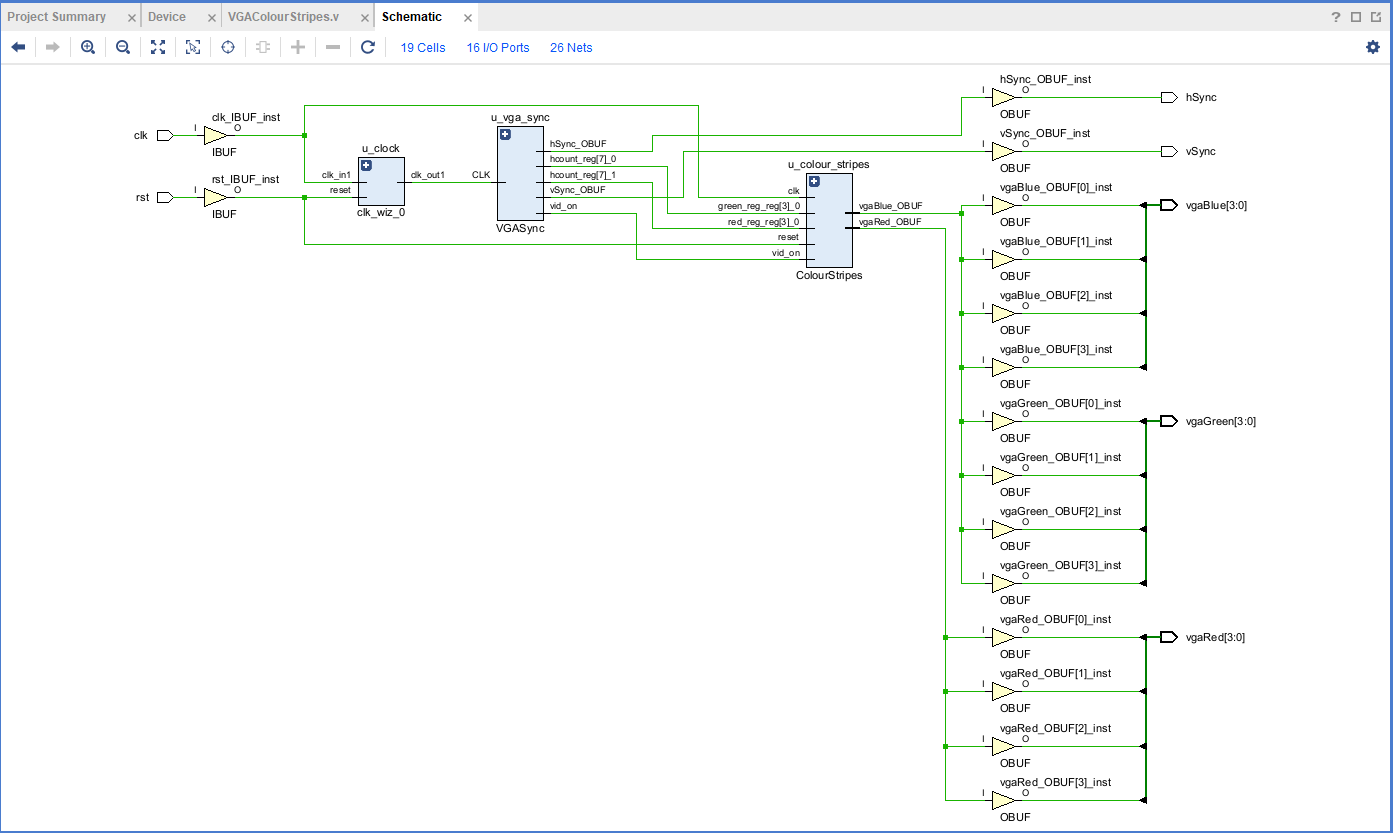 Project Summary
Device
VGAColourStripes.v
Schematic
19 Cells
16 I/O Ports
26 Nets
clk
I
clk_IBUF_inst
O
IBUF
rst
I
rst_IBUF_inst
O
IBUF
u_clock
clk_in1
reset
clk_out1
clk_wiz_0
u_vga_sync
CLK
hSync_OBUF
hcount_reg[7]_0
hcount_reg[7]_1
vSync_OBUF
vid_on
VGASync
u_colour_stripes
clk
green_reg_reg[3]_0
red_reg_reg[3]_0
reset
vid_on
vgaBlue_OBUF
vgaRed_OBUF
ColourStripes
hSync_OBUF_inst
I
O
OBUF
hSync
vSync_OBUF_inst
I
O
OBUF
vSync
vgaBlue_OBUF[0]_inst
I
O
OBUF
vgaBlue[3:0]
vgaBlue_OBUF[1]_inst
I
O
OBUF
vgaBlue_OBUF[2]_inst
I
O
OBUF
vgaBlue_OBUF[3]_inst
I
O
OBUF
vgaGreen_OBUF[0]_inst
I
O
OBUF
vgaGreen[3:0]
vgaGreen_OBUF[1]_inst
I
O
OBUF
vgaGreen_OBUF[2]_inst
I
O
OBUF
vgaGreen_OBUF[3]_inst
I
O
OBUF
vgaRed_OBUF[0]_inst
I
O
OBUF
vgaRed[3:0]
vgaRed_OBUF[1]_inst
I
O
OBUF
vgaRed_OBUF[2]_inst
I
O
OBUF
vgaRed_OBUF[3]_inst
I
O
OBUF